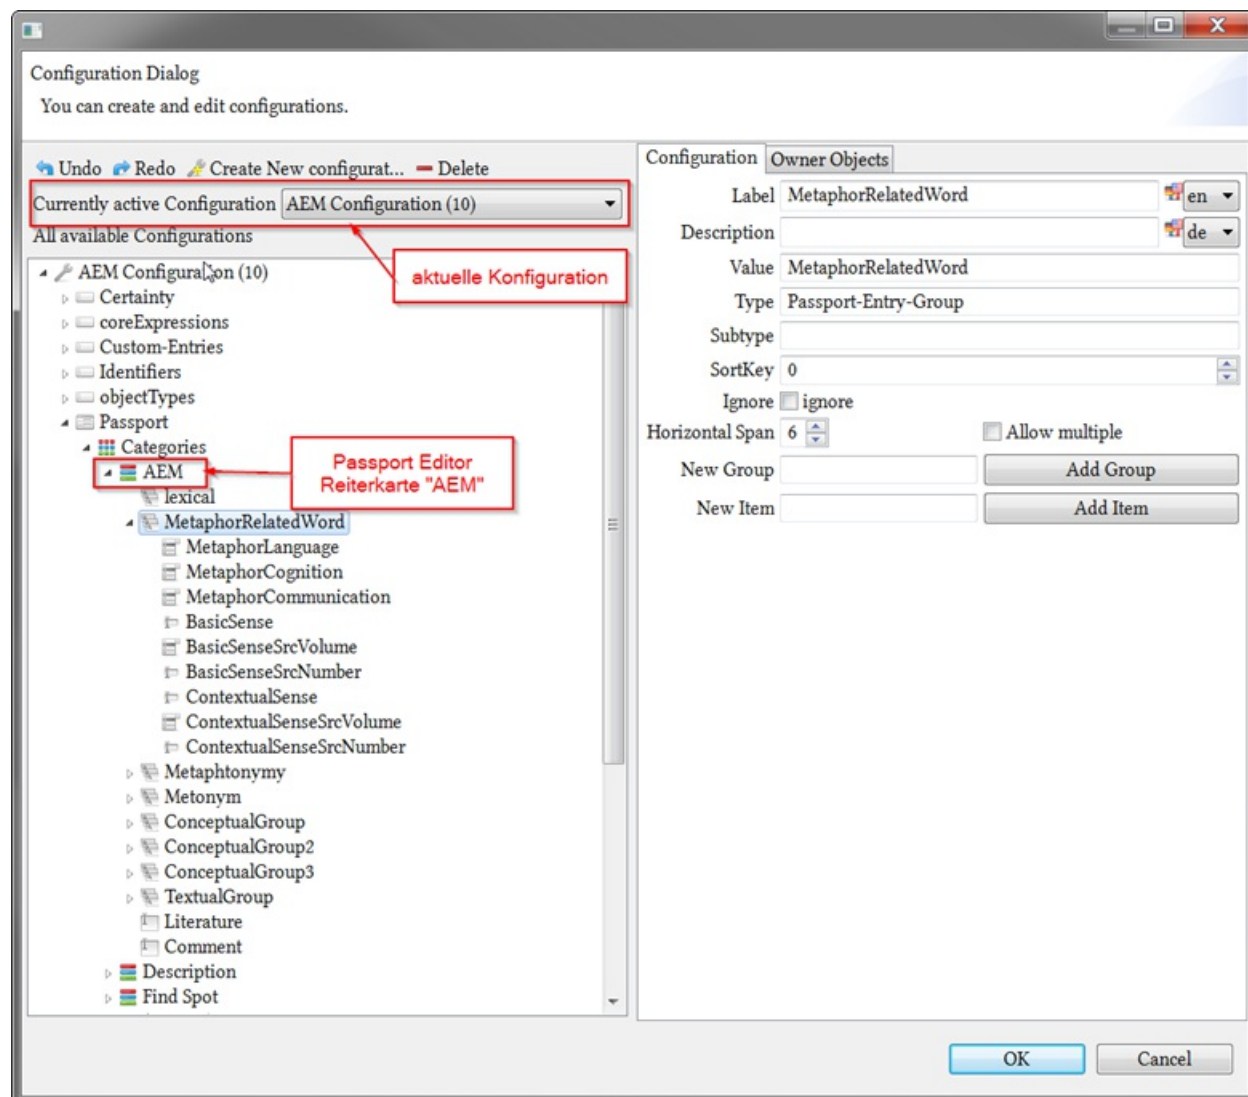 Configuration Dialog
You can create and edit configurations.
Undo Redo Create New configurat... Delete
Currently active Configuration AEM Configuration (10)
All available Configurations
aktuelle Konfiguration
AEM Configuration (10)
Certainty
coreExpressions
Custom-Entries
Identifiers
objectTypes
Passport
Categories
AEM
Passport Editor
Reiterkarte "AEM"
lexical
MetaphorRelatedWord
MetaphorLanguage
MetaphorCognition
MetaphorCommunication
BasicSense
BasicSenseSrcVolume
BasicSenseSrcNumber
ContextualSense
ContextualSenseSrcVolume
ContextualSenseSrcNumber
Metaphtonymy
Metonym
ConceptualGroup
ConceptualGroup2
ConceptualGroup3
TextualGroup
Literature
Comment
Description
Find Spot
Configuration Owner Objects
Label MetaphorRelatedWord en
Description de
Value MetaphorRelatedWord
Type Passport-Entry-Group
Subtype
SortKey 0
Ignore ignore
Horizontal Span 6 Allow multiple
New Group Add Group
New Item Add Item
OK Cancel